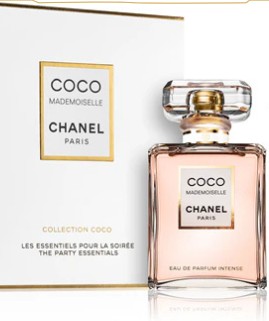 COCO
MADEMOISELLE
CHANEL
PARIS
COLLECTION COCO
LES ESSENTIELS POUR LA SOIRÉE
THE PARTY ESSENTIALS
COCO
MADEMOISELLE
CHANEL
PARIS
EAU DE PARFUM INTENSE